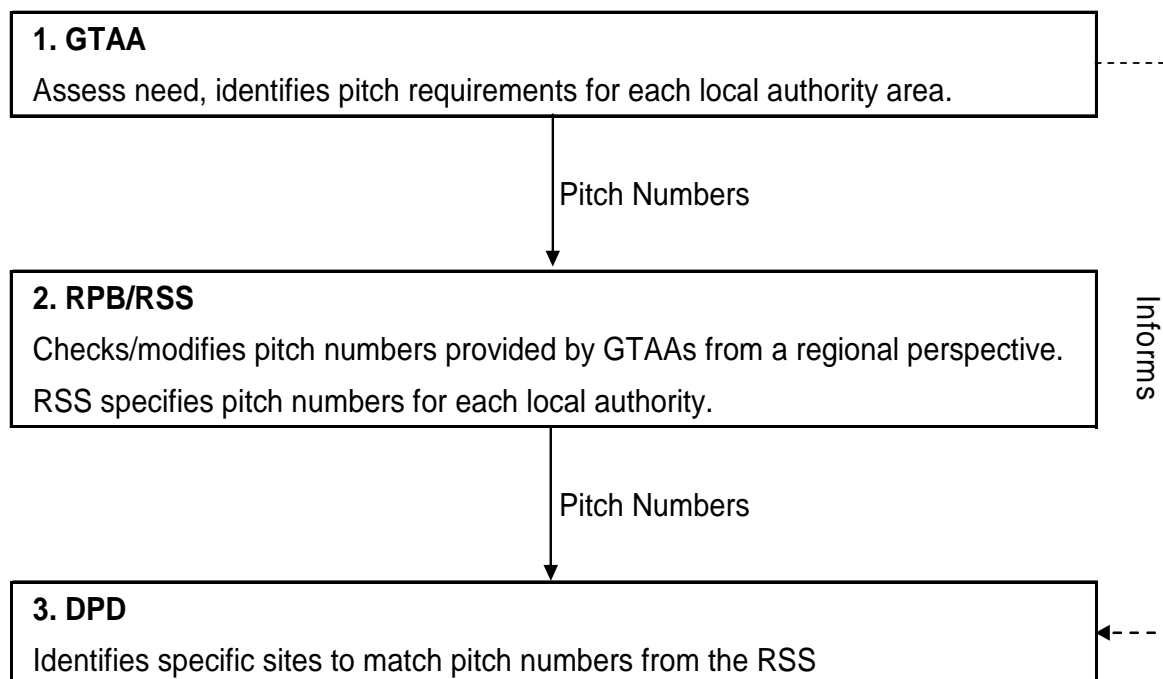 1. GTAA
Assess need, identifies pitch requirements for each local authority area.
Pitch Numbers
2. RPB/RSS
Checks/modifies pitch numbers provided by GTAAs from a regional perspective.
RSS specifies pitch numbers for each local authority.
Informs
Pitch Numbers
3. DPD
Identifies specific sites to match pitch numbers from the RSS